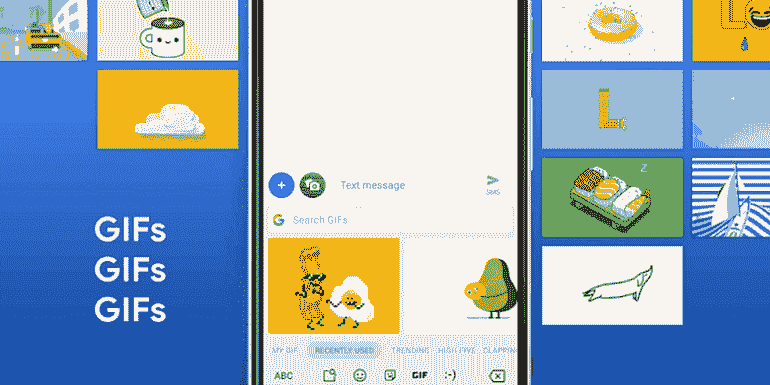 GIFs
GIFs
GIFs
Text message
SMS
Search GIFs
MY GIF RECENTLY USED TRENDING HIGH FIVE CLAPPIN
ABC GIF :-)
L
Z